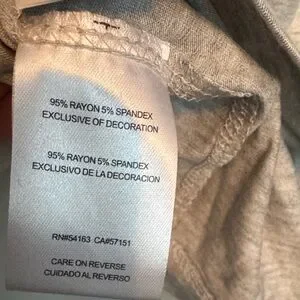 95% RAYON 5% SPANDEX
EXCLUSIVE OF DECORATION
95% RAYON 5% SPANDEX
EXCLUSIVO DE LA DECORACION
RN#54163 CA#57151
CARE ON REVERSE
CUIDADO AL REVERSO